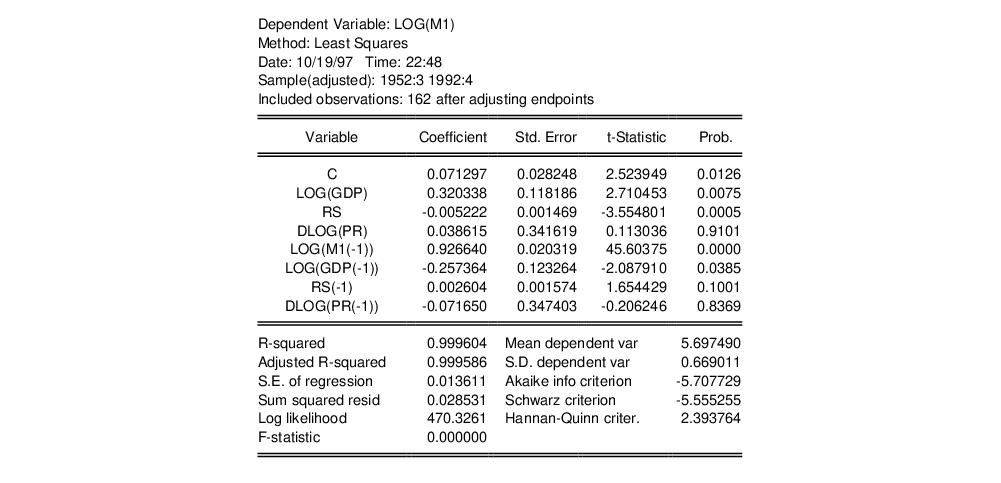 Dependent Variable: LOG(M1)
Method: Least Squares
Date: 10/19/97 Time: 22:48
Sample(adjusted): 1952:3 1992:4
Included observations: 162 after adjusting endpoints
Variable Coefficient Std. Error t-Statistic Prob.
C 0.071297 0.028248 2.523949 0.0126
LOG(GDP) 0.320338 0.118186 2.710453 0.0075
RS -0.005222 0.001469 -3.554801 0.0005
DLOG(PR) 0.038615 0.341619 0.113036 0.9101
LOG(M1(-1)) 0.926640 0.020319 45.60375 0.0000
LOG(GDP(-1)) -0.257364 0.123264 -2.087910 0.0385
RS(-1) 0.002604 0.001574 1.654429 0.1001
DLOG(PR(-1)) -0.071650 0.347403 -0.206246 0.8369
R-squared 0.999604 Mean dependent var 5.697490
Adjusted R-squared 0.999586 S.D. dependent var 0.669011
S.E. of regression 0.013611 Akaike info criterion -5.707729
Sum squared resid 0.028531 Schwarz criterion -5.555255
Log likelihood 470.3261 Hannan-Quinn criter. 2.393764
F-statistic 0.000000